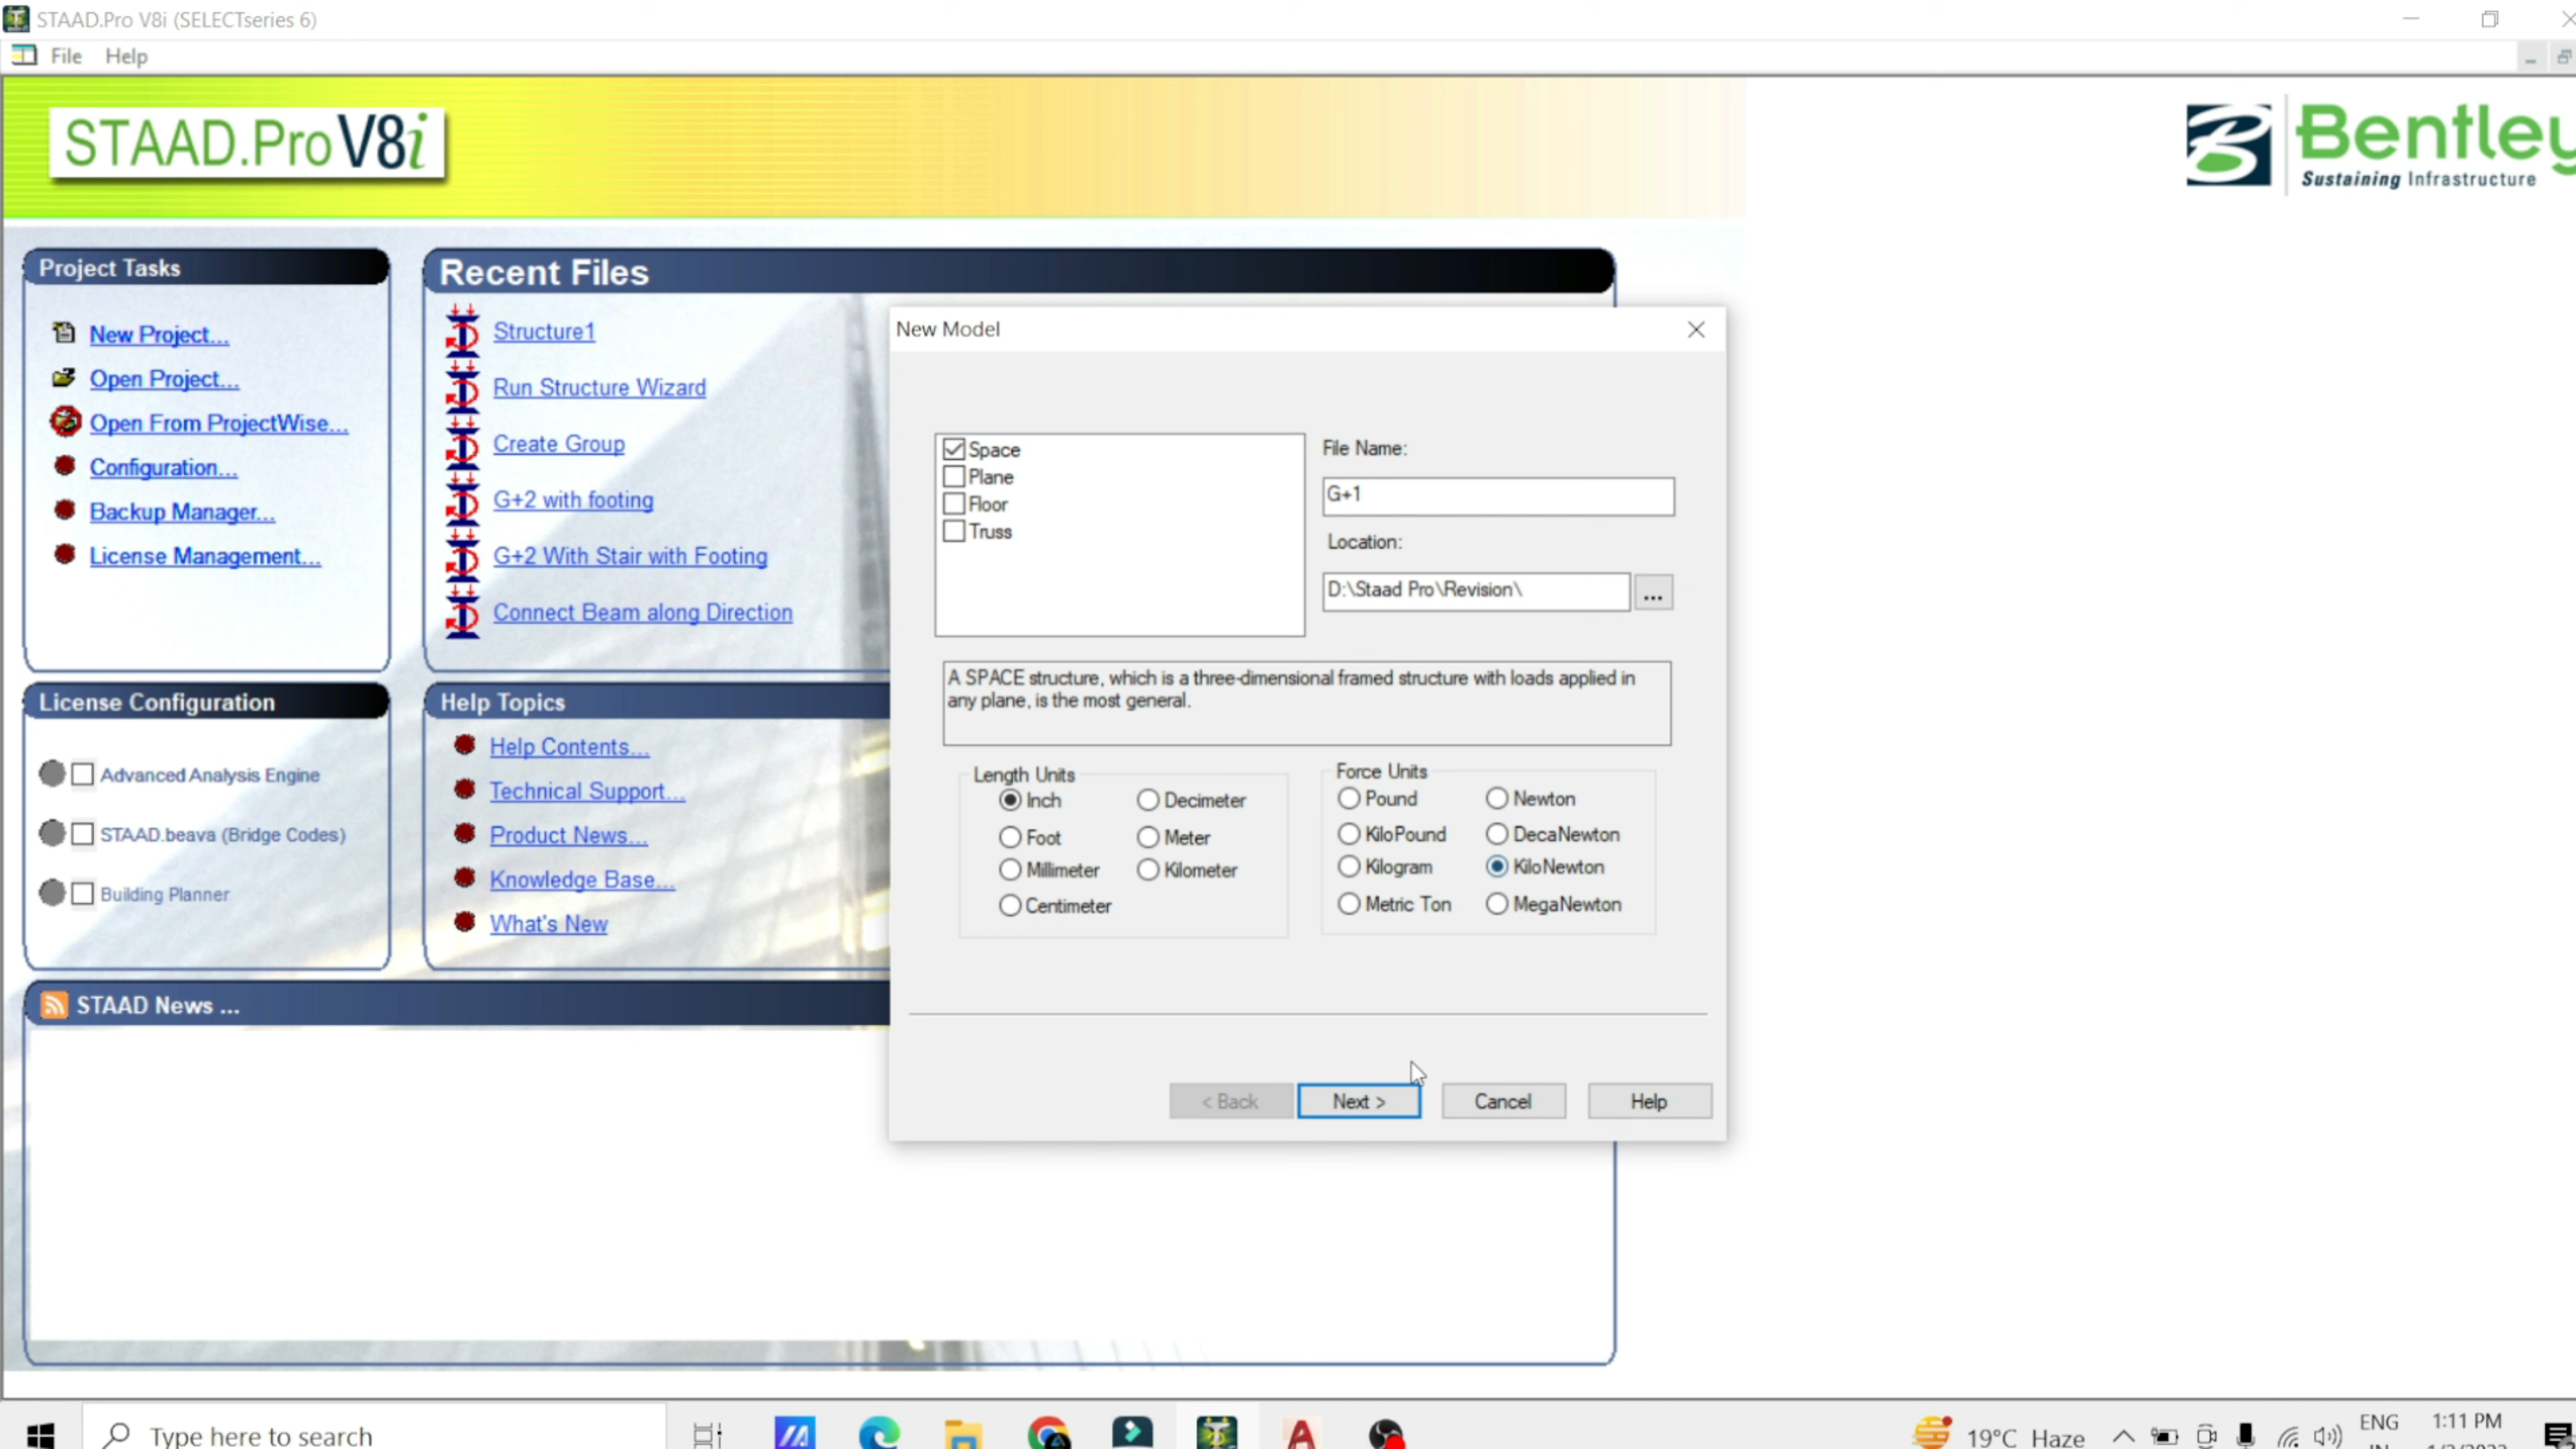 STAAD.Pro V8i (SELECTseries 6)
File Help
STAAD.Pro V8i
Bentley
Sustaining Infrastructure
Project Tasks
New Project...
Open Project...
Open From ProjectWise...
Configuration...
Backup Manager...
License Management...
Recent Files
Structure1
Run Structure Wizard
Create Group
G+2 with footing
G+2 With Stair with Footing
Connect Beam along Direction
License Configuration
Advanced Analysis Engine
STAAD.beava (Bridge Codes)
Building Planner
Help Topics
Help Contents...
Technical Support...
Product News...
Knowledge Base...
What's New
STAAD News ...
New Model
Space
Plane
Floor
Truss
File Name:
G+1
Location:
D:\Staad Pro\Revision\
...
A SPACE structure, which is a three-dimensional framed structure with loads applied in
any plane, is the most general.
Length Units
Inch
Decimeter
Foot
Meter
Millimeter
Kilometer
Centimeter
Force Units
Pound
Newton
KiloPound
DecaNewton
Kilogram
KiloNewton
Metric Ton
MegaNewton
< Back
Next >
Cancel
Help
Type here to search
19°C Haze
ENG
1:11 PM